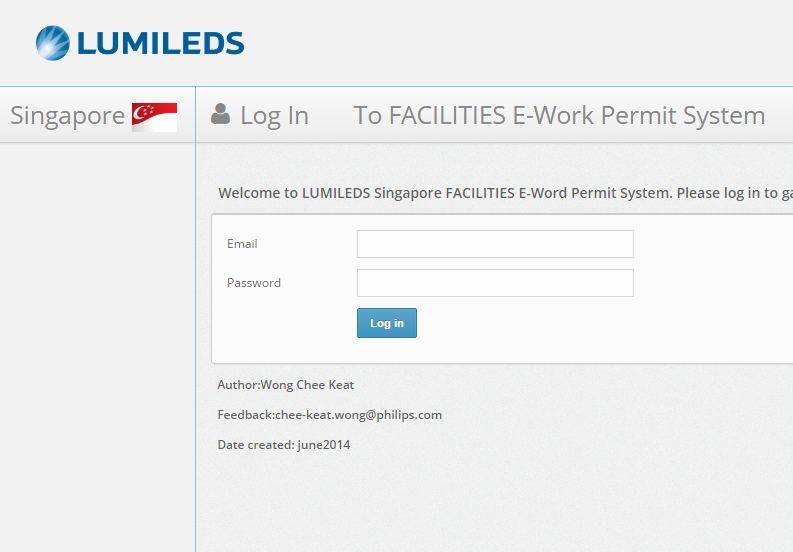 LUMILEDS
Singapore
Log In To FACILITIES E-Work Permit System
Welcome to LUMILEDS Singapore FACILITIES E-Word Permit System. Please log in to ga
Email
Password
Log in
Author:Wong Chee Keat
Feedback:chee-keat.wong@philips.com
Date created: june2014